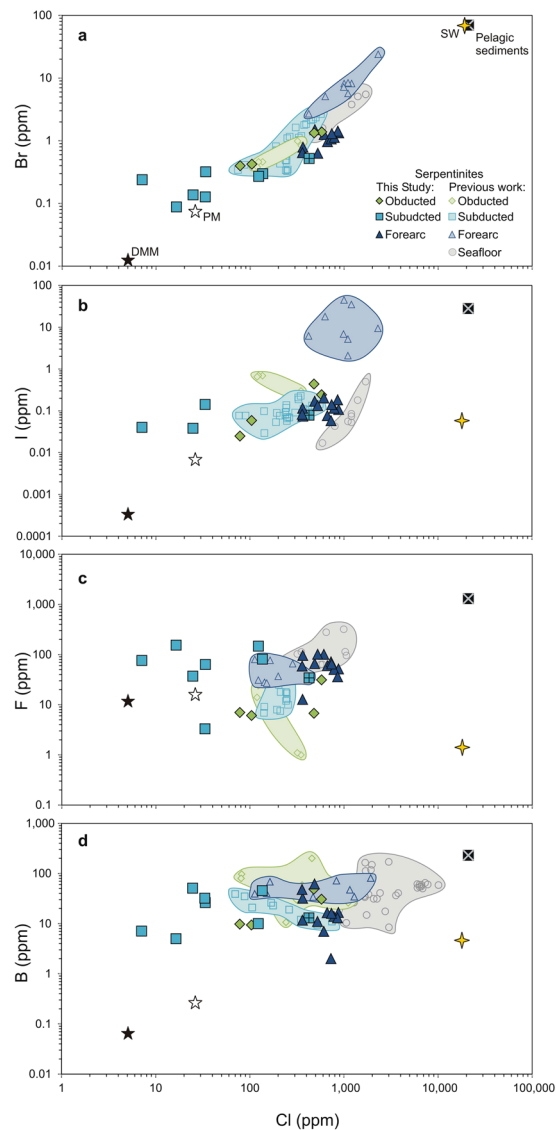 100
a
SW
Pelagic
sediments
10
Br (ppm)
1
Serpentinites
This Study: Previous work:
Obducted Obducted
Subudcted Subducted
Forearc Forearc
Seafloor
0.1
PM
DMM
0.01
100
b
10
1
I (ppm)
0.1
0.01
0.001
0.0001
10,000
c
1,000
100
F (ppm)
10
1
0.1
1,000
d
100
10
B (ppm)
1
0.1
0.01
1 10 100 1,000 10,000 100,000
Cl (ppm)